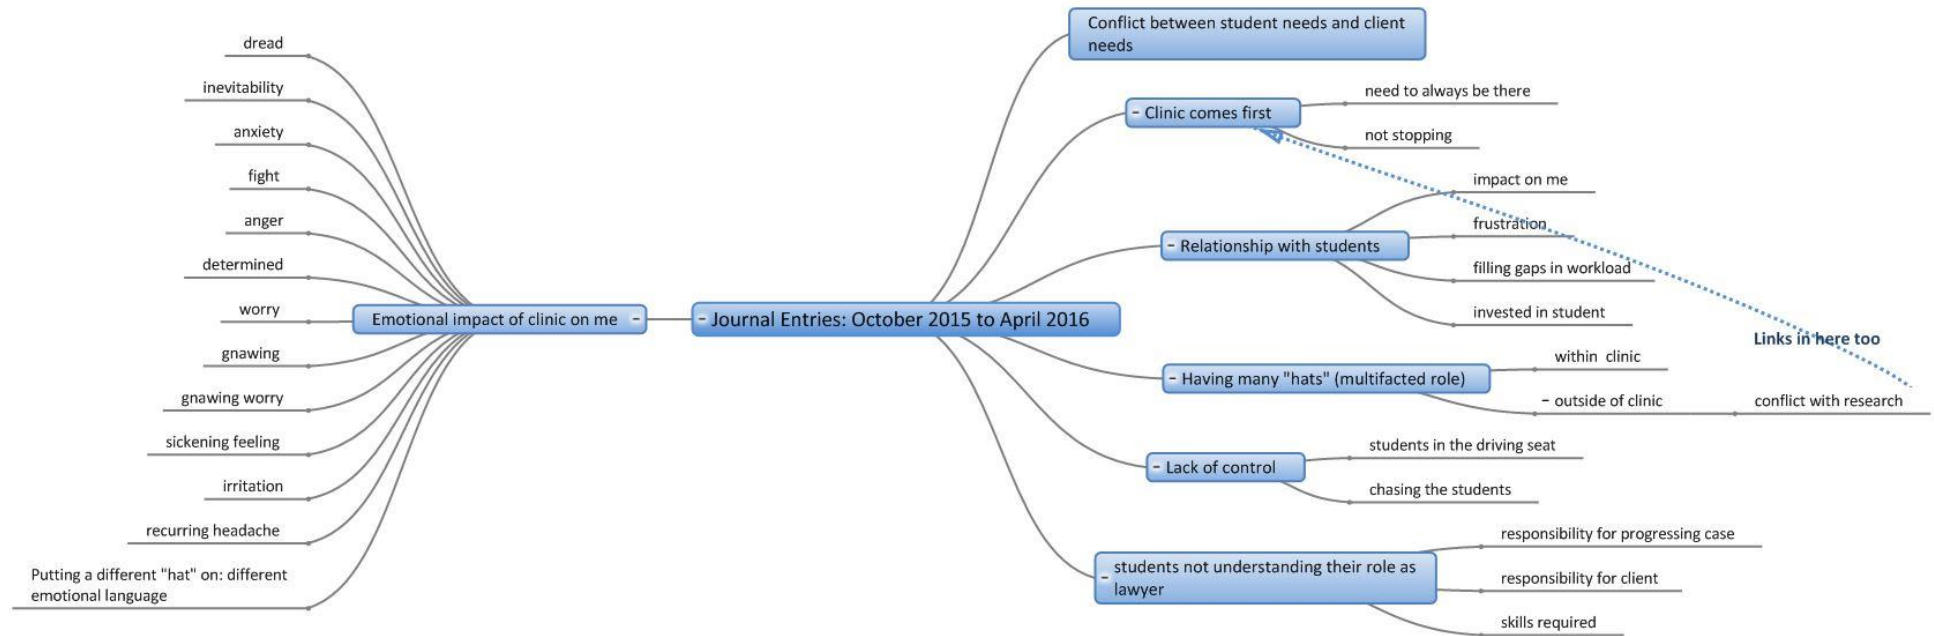 dread
inevitability
anxiety
fight
anger
determined
worry
gnawing
gnawing worry
sickening feeling
irritation
recurring headache
Putting a different "hat" on: different
emotional language
Emotional impact of clinic on me
Journal Entries: October 2015 to April 2016
Conflict between student needs and client
needs
Clinic comes first
need to always be there
not stopping
Relationship with students
impact on me
frustration
filling gaps in workload
invested in student
Links in here too
Having many "hats" (multifacted role)
within clinic
outside of clinic
conflict with research
Lack of control
students in the driving seat
chasing the students
students not understanding their role as
lawyer
responsibility for progressing case
responsibility for client
skills required